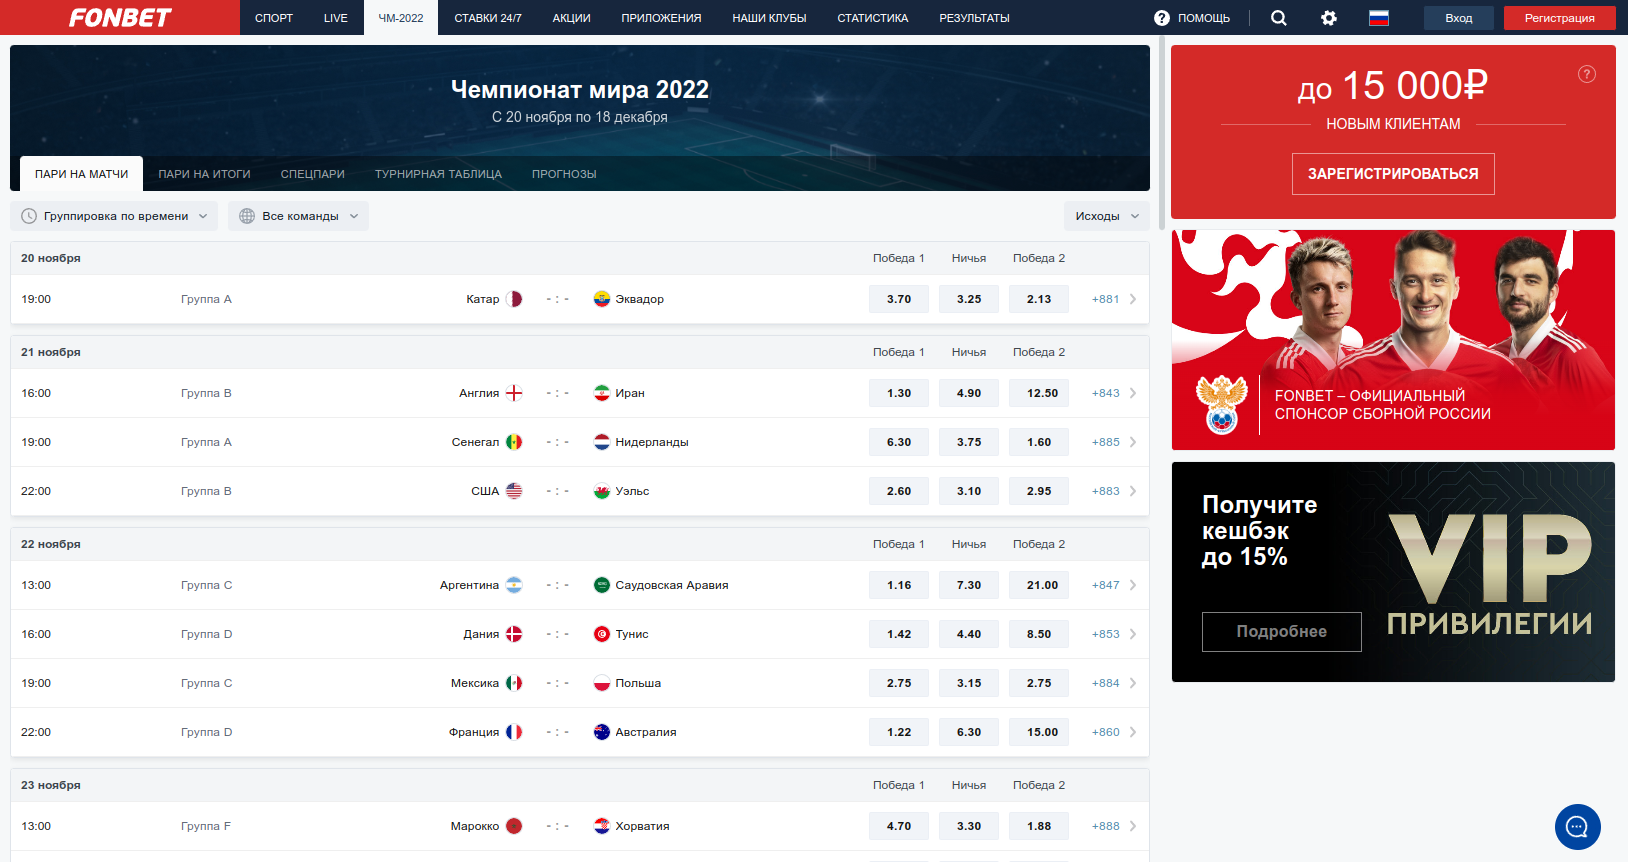 FONBET СПОРТ LIVE ЧМ-2022 СТАВКИ 24/7 АКЦИИ ПРИЛОЖЕНИЯ НАШИ КЛУБЫ СТАТИСТИКА РЕЗУЛЬТАТЫ ? ПОМОЩЬ Вход Регистрация
Чемпионат мира 2022
С 20 ноября по 18 декабря
ПАРИ НА МАТЧИ ПАРИ НА ИТОГИ СПЕЦПАРИ ТУРНИРНАЯ ТАБЛИЦА ПРОГНОЗЫ
Группировка по времени Все команды Исходы
20 ноября Победа 1 Ничья Победа 2
19:00 Группа A Катар - : - Эквадор 3.70 3.25 2.13 +881
21 ноября Победа 1 Ничья Победа 2
16:00 Группа B Англия - : - Иран 1.30 4.90 12.50 +843
19:00 Группа A Сенегал - : - Нидерланды 6.30 3.75 1.60 +885
22:00 Группа B США - : - Уэльс 2.60 3.10 2.95 +883
22 ноября Победа 1 Ничья Победа 2
13:00 Группа C Аргентина - : - Саудовская Аравия 1.16 7.30 21.00 +847
16:00 Группа D Дания - : - Тунис 1.42 4.40 8.50 +853
19:00 Группа C Мексика - : - Польша 2.75 3.15 2.75 +884
22:00 Группа D Франция - : - Австралия 1.22 6.30 15.00 +860
23 ноября Победа 1 Ничья Победа 2
13:00 Группа F Марокко - : - Хорватия 4.70 3.30 1.88 +888
до 15 000₽ ?
НОВЫМ КЛИЕНТАМ
ЗАРЕГИСТРИРОВАТЬСЯ
FONBET – ОФИЦИАЛЬНЫЙ
СПОНСОР СБОРНОЙ РОССИИ
Получите
кешбэк
до 15%
Подробнее
VIP
ПРИВИЛЕГИИ